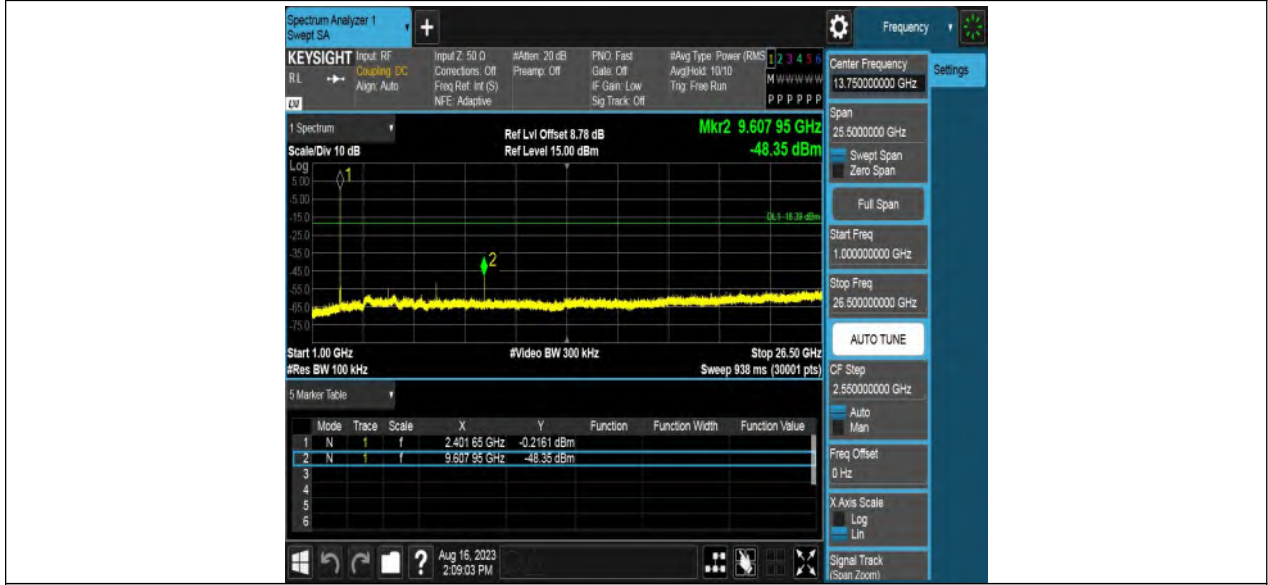 Spectrum Analyzer 1
Swept SA
+
Frequency
KEYSIGHT
RL
LXI
Input: RF
Coupling: DC
Align: Auto
Input Z: 50 Ω
Corrections: Off
Freq Ref: Int (S)
NFE: Adaptive
#Atten: 20 dB
Preamp: Off
PNO: Fast
Gate: Off
IF Gain: Low
Sig Track: Off
#Avg Type: Power (RMS
Avg|Hold: 10/10
Trig: Free Run
1 2 3 4 5 6
M W W W W W
P P P P P P
Center Frequency
13.750000000 GHz
Settings
1 Spectrum
Scale/Div 10 dB
Ref Lvl Offset 8.78 dB
Ref Level 15.00 dBm
Mkr2 9.607 95 GHz
-48.35 dBm
Log
5.00
-5.00
-15.0
-25.0
-35.0
-45.0
-55.0
-65.0
-75.0
1
2
DL1 -18.39 dBm
Start 1.00 GHz
#Res BW 100 kHz
#Video BW 300 kHz
Stop 26.50 GHz
Sweep 938 ms (30001 pts)
Span
25.5000000 GHz
Swept Span
Zero Span
Full Span
Start Freq
1.000000000 GHz
Stop Freq
26.500000000 GHz
AUTO TUNE
CF Step
2.550000000 GHz
Auto
Man
Freq Offset
0 Hz
X Axis Scale
Log
Lin
Signal Track
(Span Zoom)
5 Marker Table
Mode Trace Scale X Y Function Function Width Function Value
1 N 1 f 2.401 65 GHz -0.2161 dBm
2 N 1 f 9.607 95 GHz -48.35 dBm
3
4
5
6
?
Aug 16, 2023
2:09:03 PM